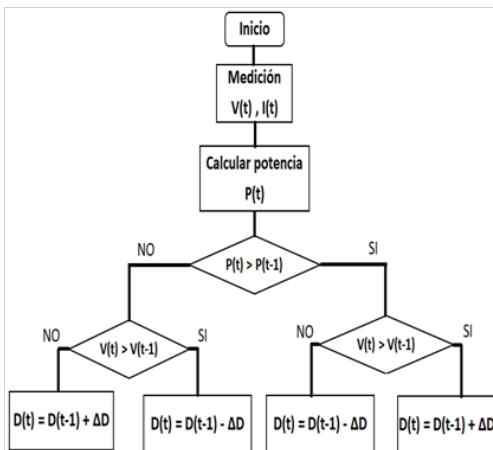 Inicio
Medición
V(t) , I(t)
Calcular potencia
P(t)
NO
SI
P(t) > P(t-1)
NO
V(t) > V(t-1)
SI
NO
V(t) > V(t-1)
SI
D(t) = D(t-1) + ΔD
D(t) = D(t-1) - ΔD
D(t) = D(t-1) - ΔD
D(t) = D(t-1) + ΔD